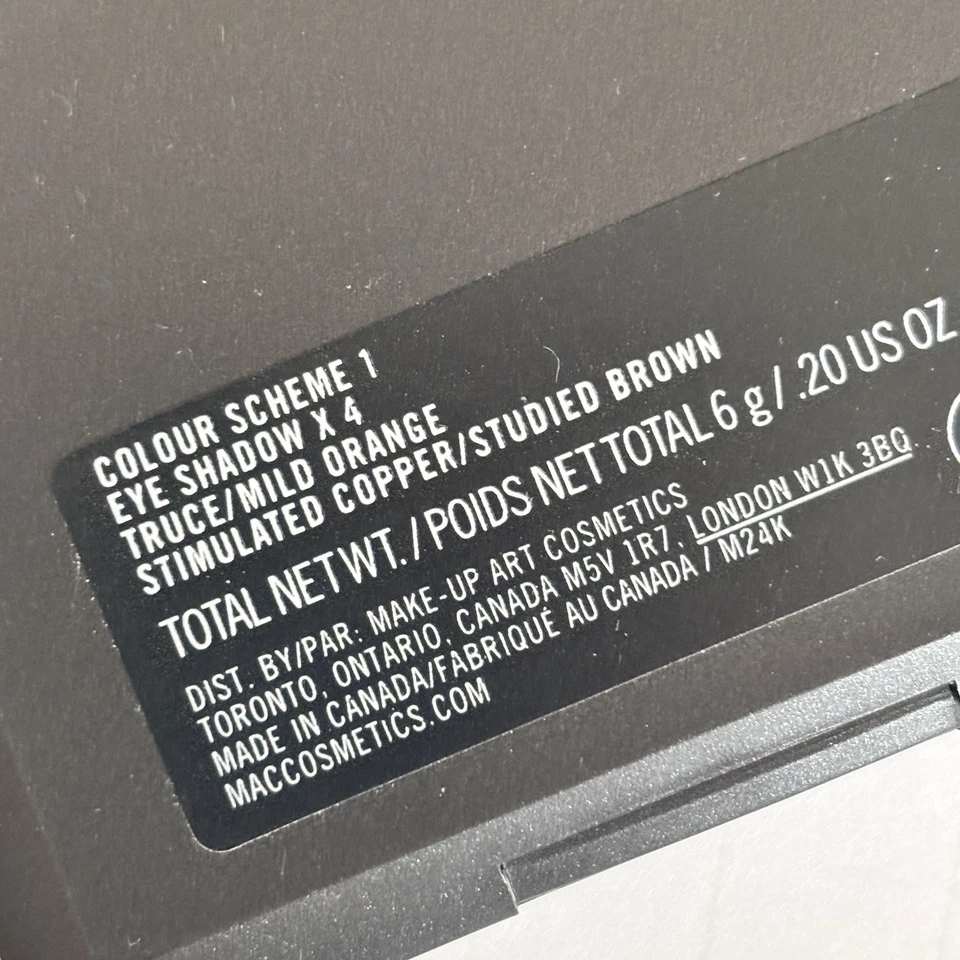 COLOUR SCHEME 1
EYE SHADOW X 4
TRUCE/MILD ORANGE
STIMULATED COPPER/STUDIED BROWN
TOTAL NET WT. / POIDS NET TOTAL 6 g / .20 US OZ
DIST. BY/PAR: MAKE-UP ART COSMETICS
TORONTO, ONTARIO, CANADA M5V 1R7, LONDON W1K 3BQ
MADE IN CANADA/FABRIQUÉ AU CANADA / M24K
MACCOSMETICS.COM